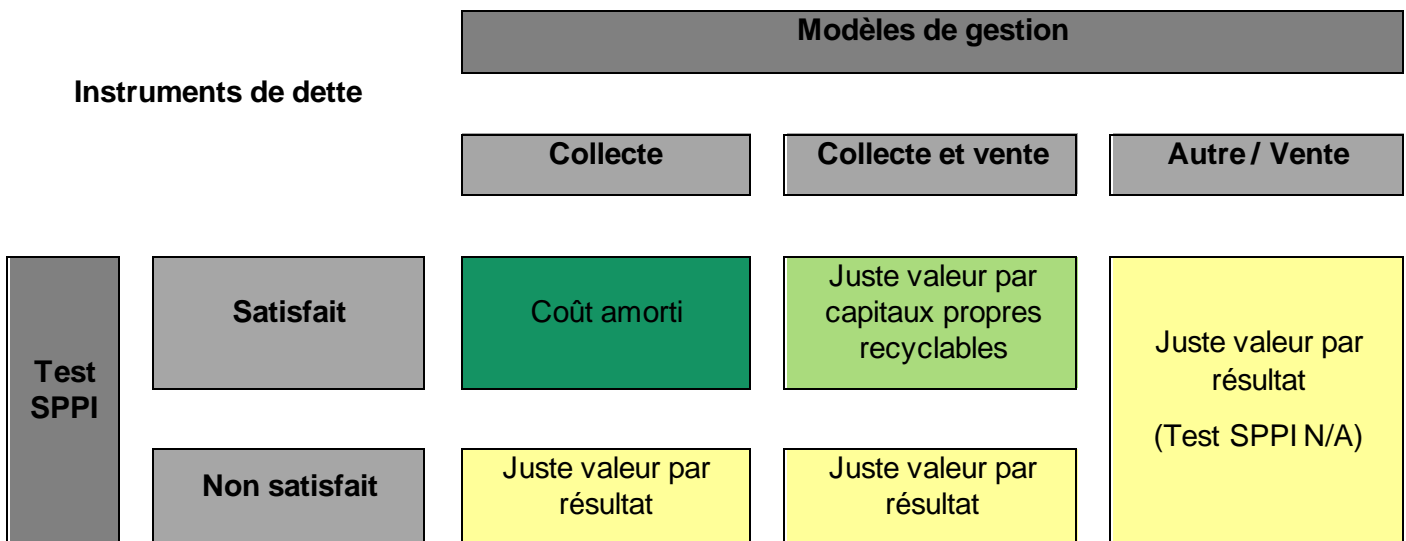 Modèles de gestion
Instruments de dette
Collecte
Collecte et vente
Autre / Vente
Test
SPPI
Satisfait
Coût amorti
Juste valeur par
capitaux propres
recyclables
Juste valeur par
résultat
(Test SPPI N/A)
Non satisfait
Juste valeur par
résultat
Juste valeur par
résultat